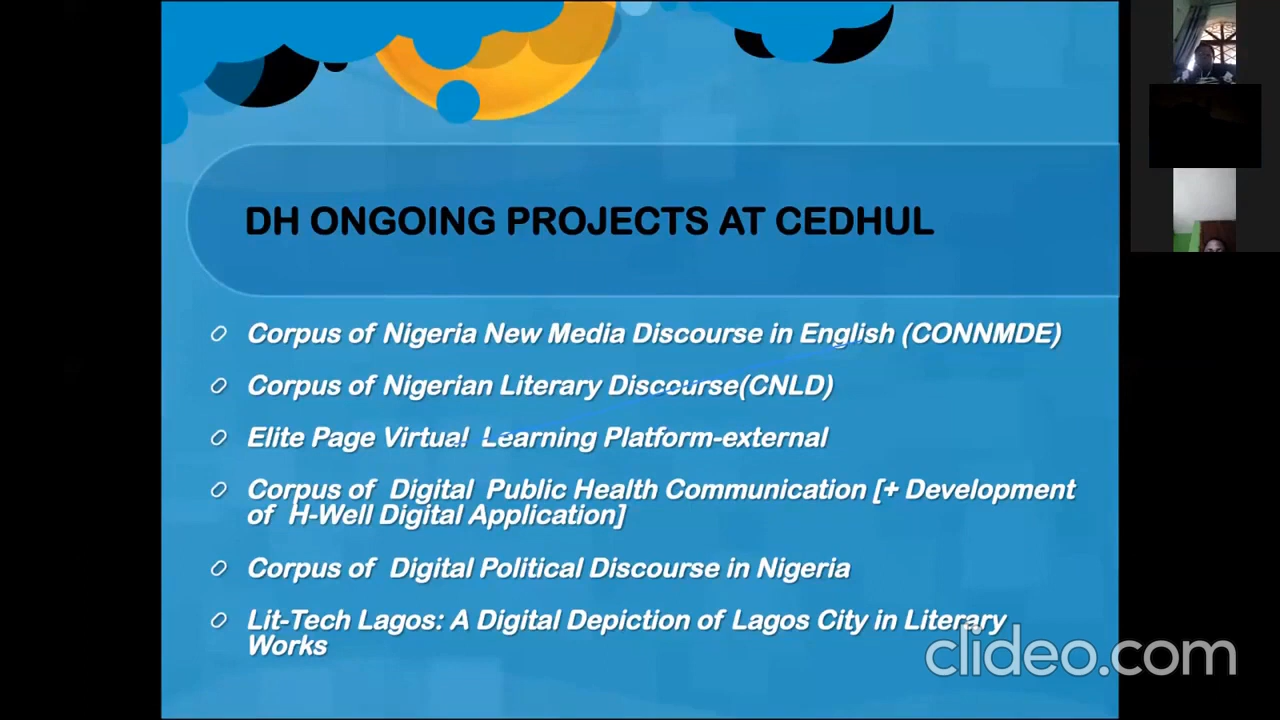 DH ONGOING PROJECTS AT CEDHUL
Corpus of Nigeria New Media Discourse in English (CONNMDE)
Corpus of Nigerian Literary Discourse(CNLD)
Elite Page Virtual Learning Platform-external
Corpus of Digital Public Health Communication [+ Development
of H-Well Digital Application]
Corpus of Digital Political Discourse in Nigeria
Lit-Tech Lagos: A Digital Depiction of Lagos City in Literary
Works
clideo.com